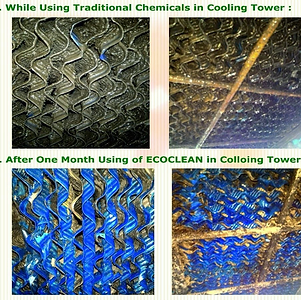 . While Using Traditional Chemicals in Cooling Tower :
. After One Month Using of ECOCLEAN in Colloing Tower